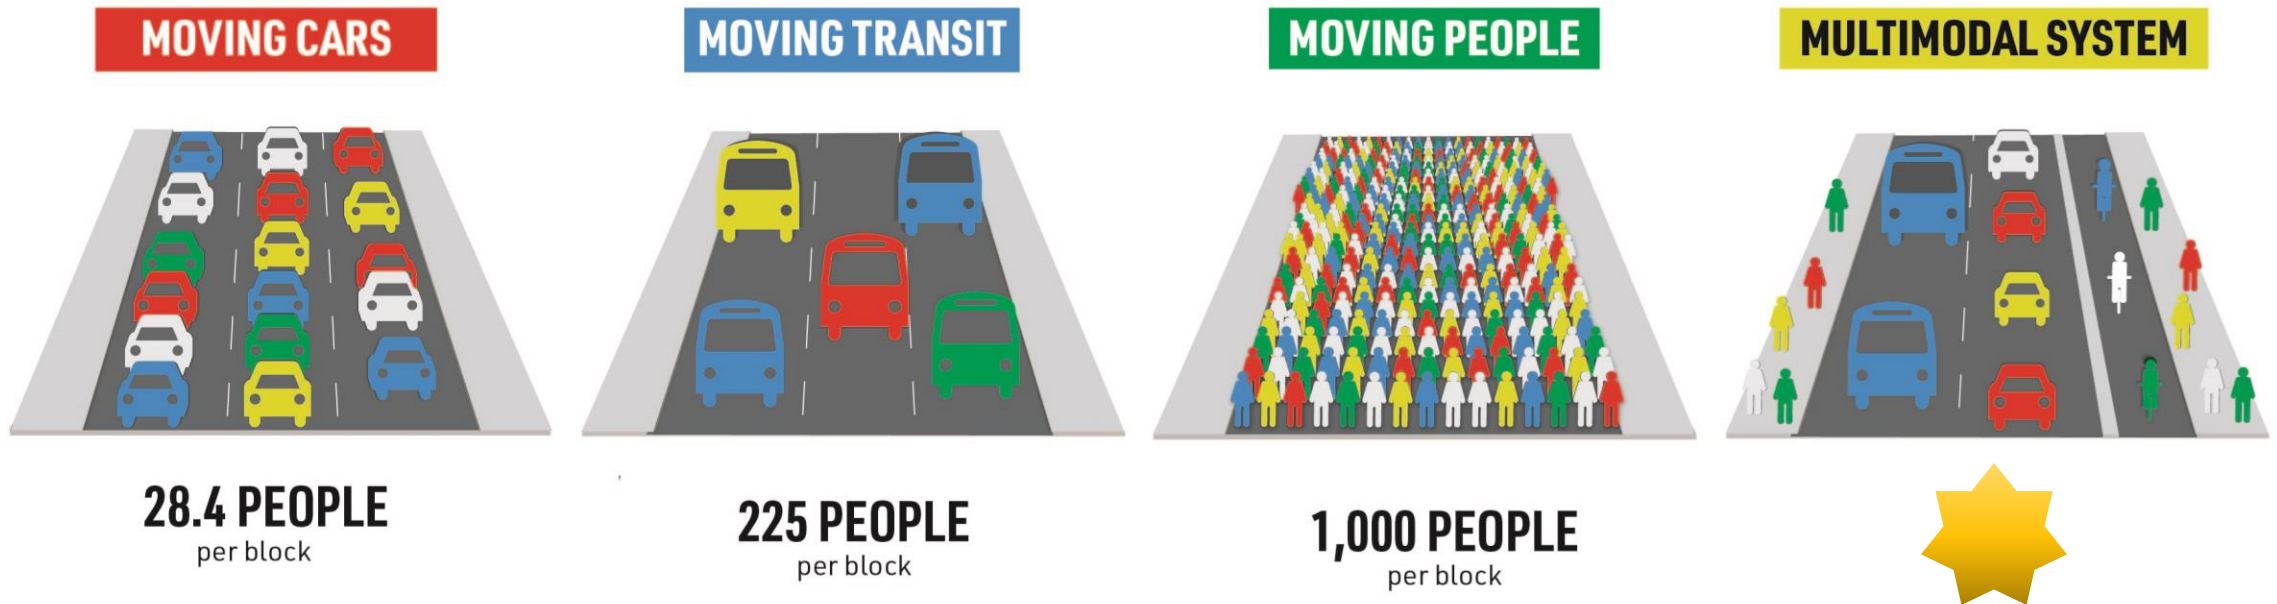 MOVING CARS
MOVING TRANSIT
MOVING PEOPLE
MULTIMODAL SYSTEM
28.4 PEOPLE
per block
225 PEOPLE
per block
1,000 PEOPLE
per block